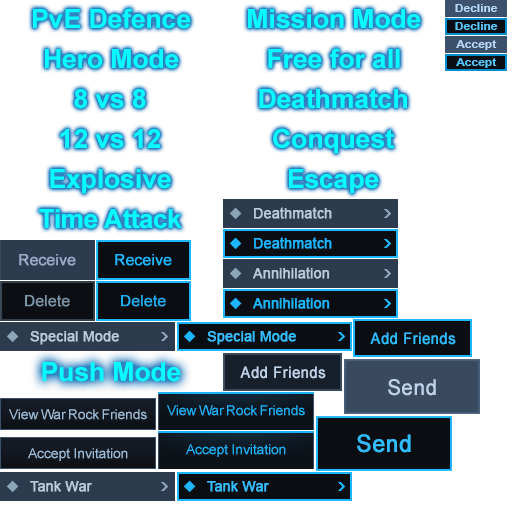 PvE Defence
Mission Mode
Decline
Decline
Hero Mode
Free for all
Accept
Accept
8 vs 8
Deathmatch
12 vs 12
Conquest
Explosive
Escape
Time Attack
Deathmatch
Receive
Receive
Deathmatch
Annihilation
Delete
Delete
Annihilation
Special Mode
Special Mode
Add Friends
Push Mode
Add Friends
Send
View War Rock Friends
View War Rock Friends
Accept Invitation
Accept Invitation
Send
Tank War
Tank War